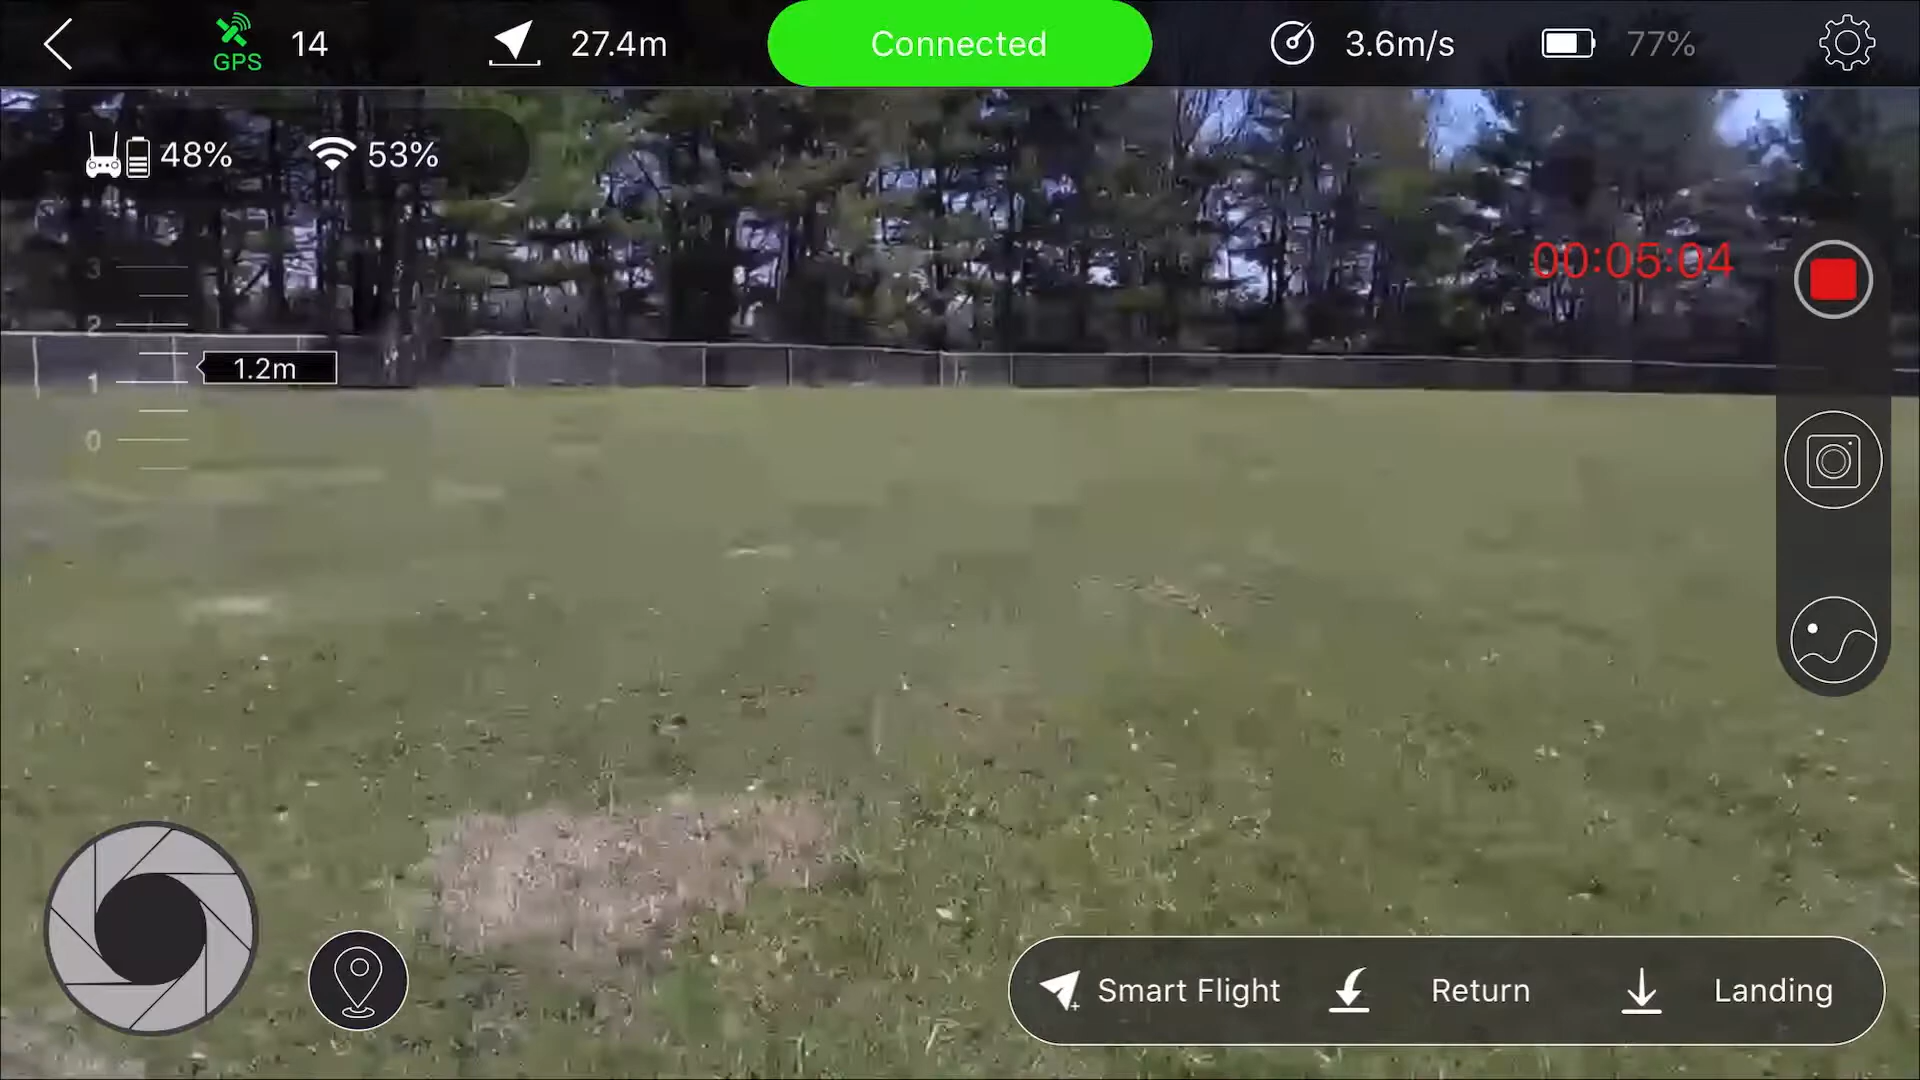 GPS 14 27.4m Connected 3.6m/s 77%
48% 53%
00:05:04
3
2
1.2m
1
0
Smart Flight Return Landing